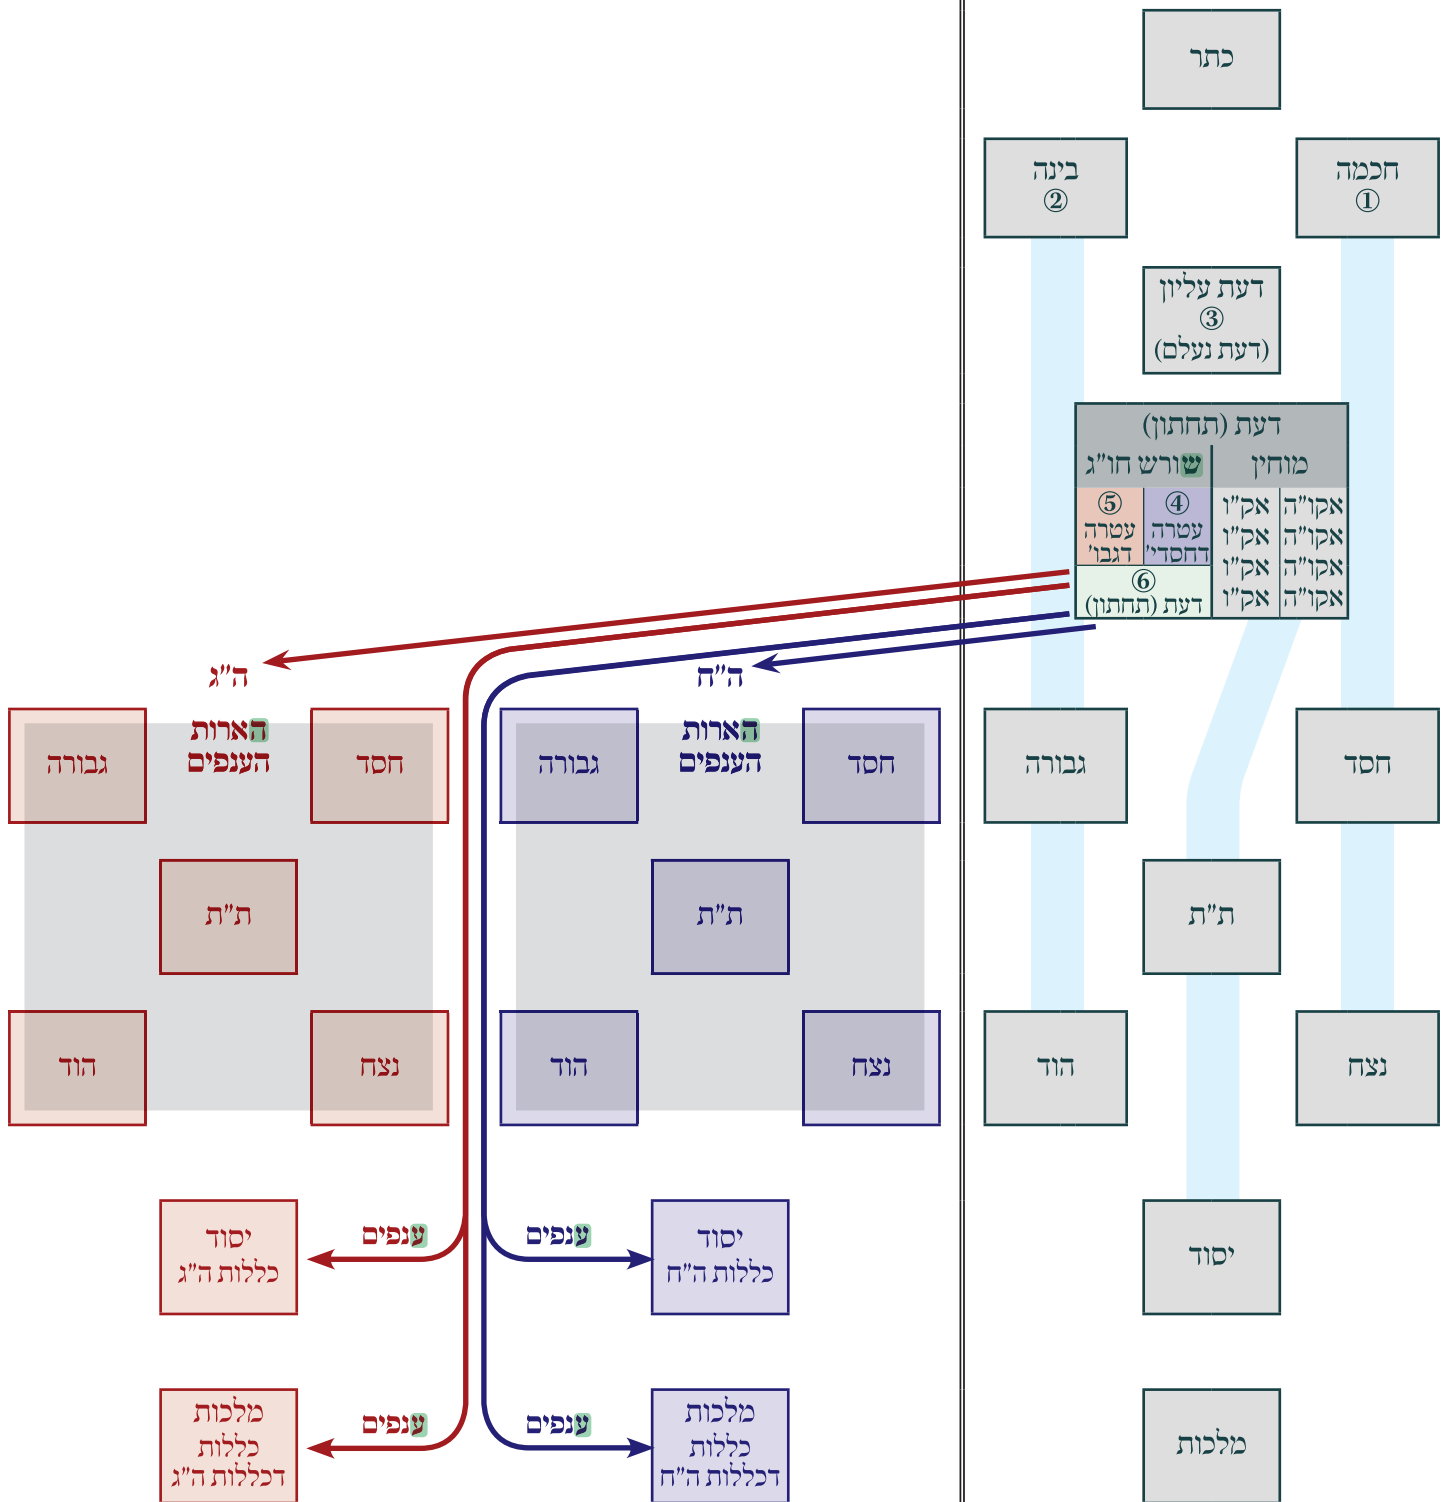 כתר
חכמה
①
בינה
②
דעת עליון
③
(דעת נעלם)
דעת (תחתון)
מוחין
שורש חו"ג
אקו"ה
אקו"ה
אקו"ה
אקו"ה
אק"ו
אק"ו
אק"ו
אק"ו
④
עטרה
דחסדי'
⑤
עטרה
דגבו'
⑥
דעת (תחתון)
חסד
גבורה
ת"ת
נצח
הוד
יסוד
מלכות
ה"ח
הארות
הענפים
חסד
גבורה
ת"ת
נצח
הוד
ענפים
יסוד
כללות ה"ח
ענפים
מלכות
כללות
דכללות ה"ח
ה"ג
הארות
הענפים
חסד
גבורה
ת"ת
נצח
הוד
ענפים
יסוד
כללות ה"ג
ענפים
מלכות
כללות
דכללות ה"ג